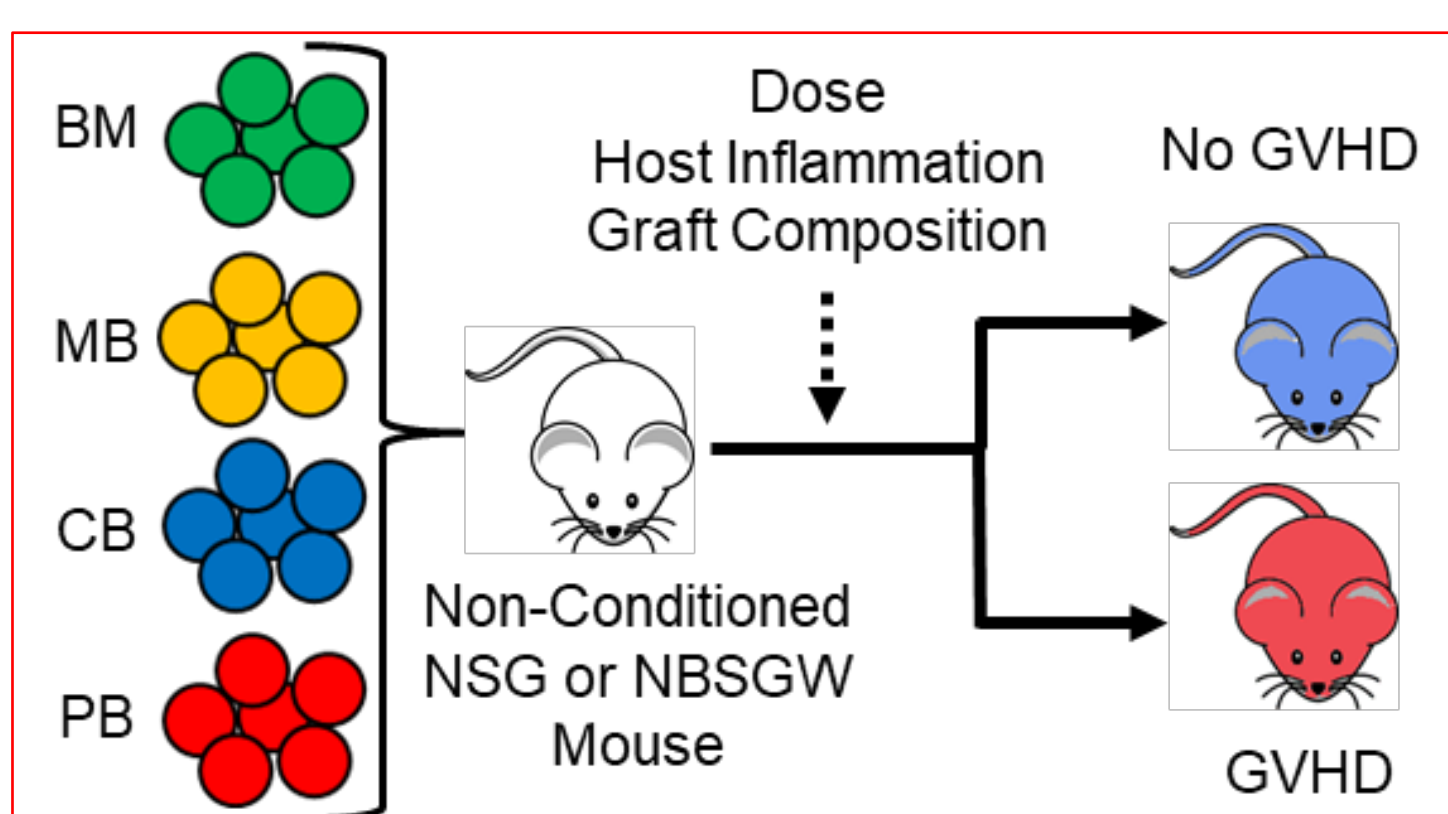 BM
MB
CB
PB
Non-Conditioned
NSG or NBSGW
Mouse
Dose
Host Inflammation
Graft Composition
No GVHD
GVHD